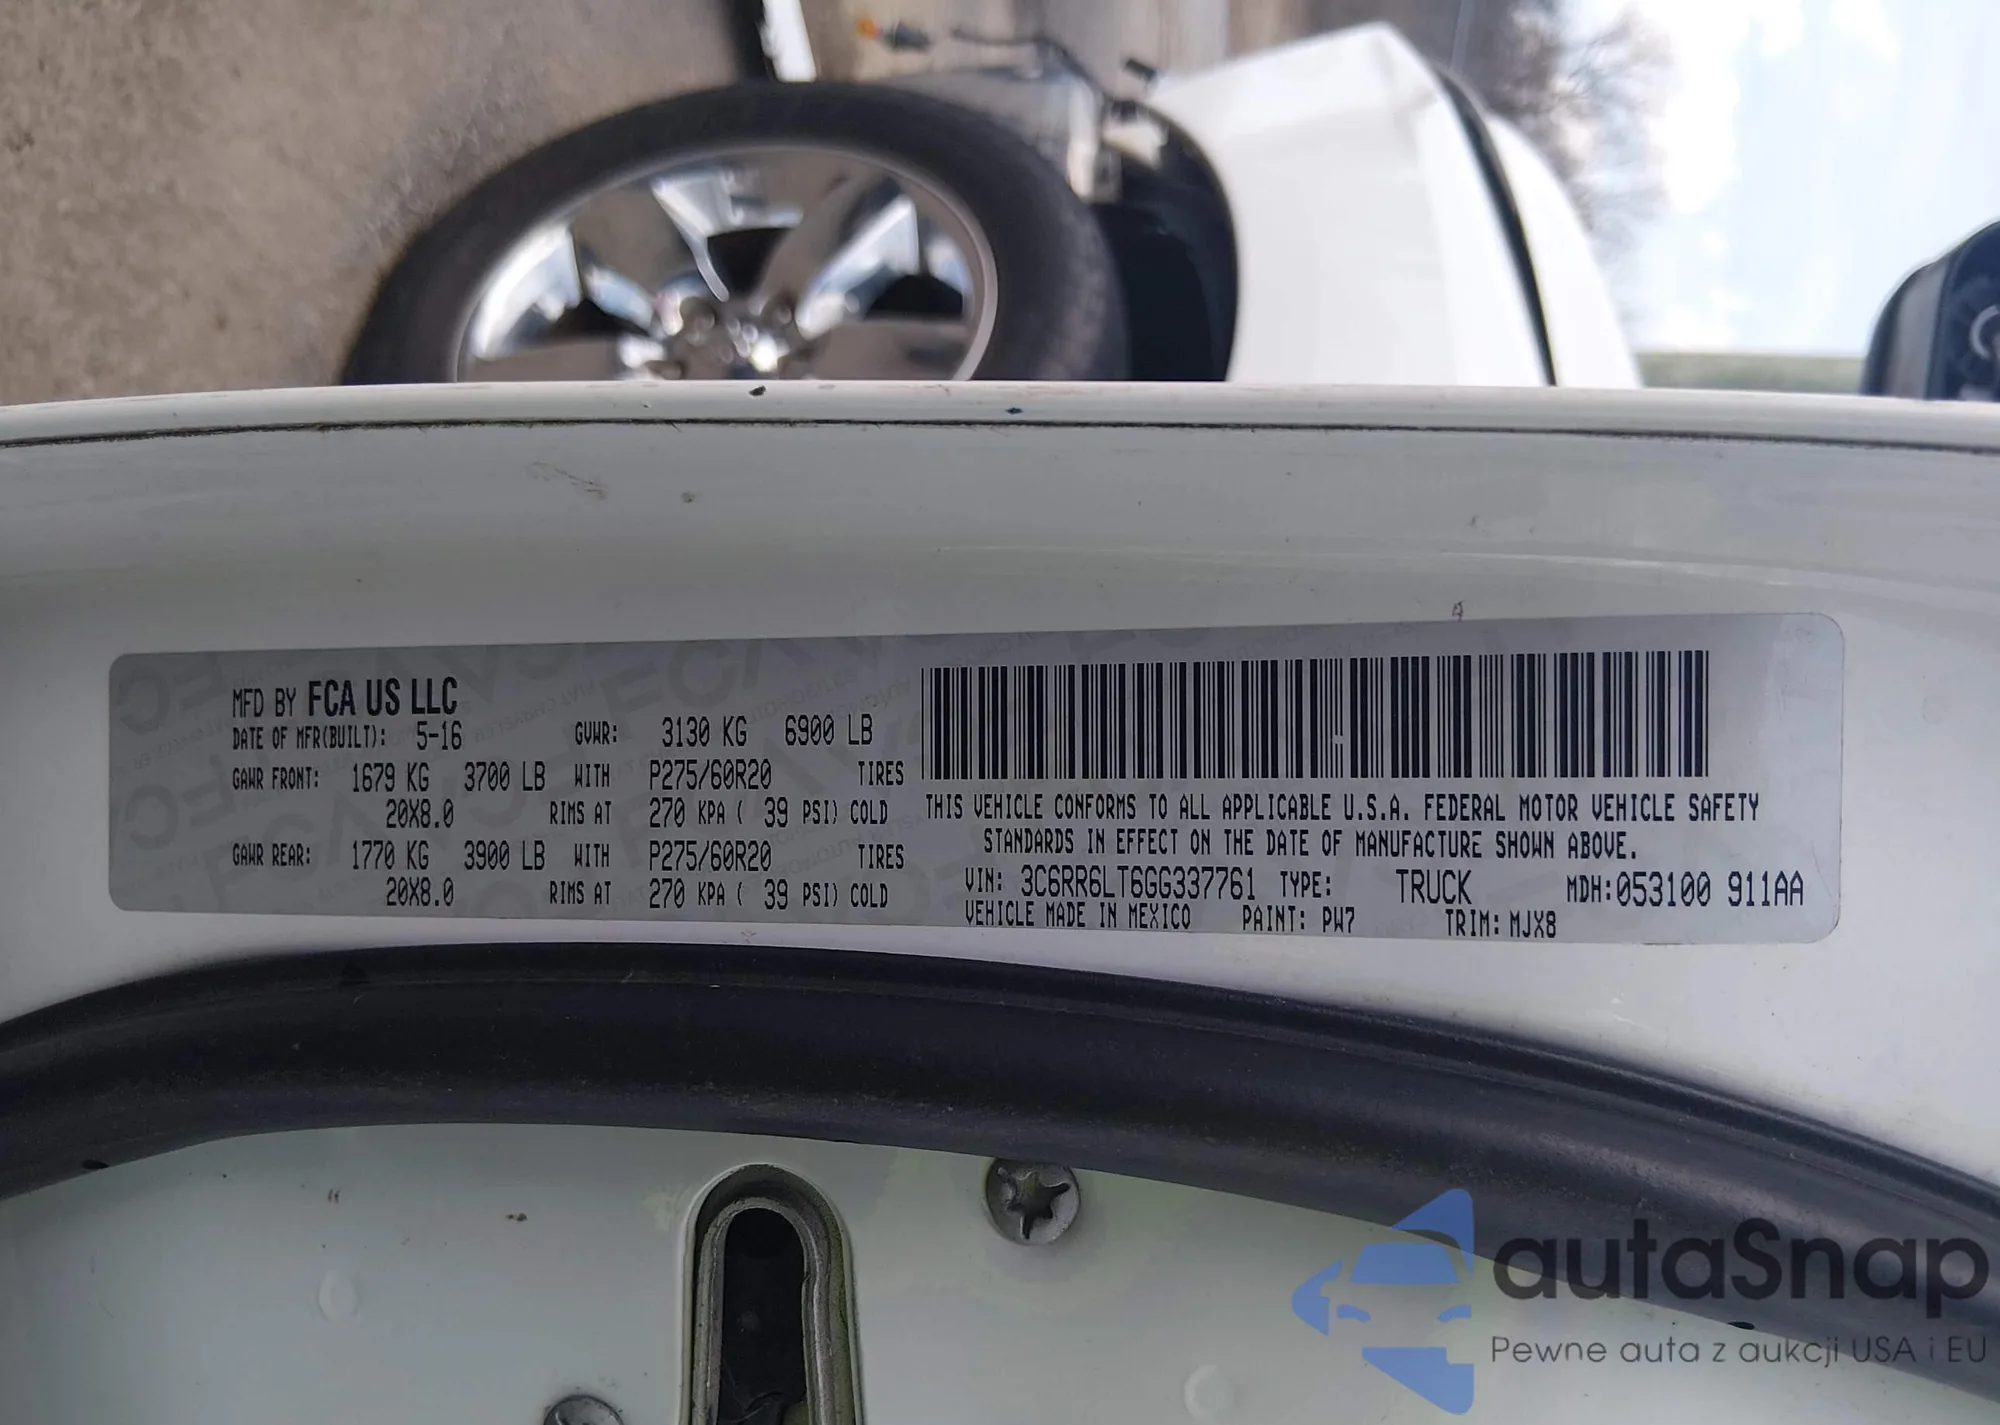 MFD BY FCA US LLC
DATE OF MFR(BUILT): 5-16 GVWR: 3130 KG 6900 LB
GAWR FRONT: 1679 KG 3700 LB WITH P275/60R20 TIRES
20X8.0 RIMS AT 270 KPA ( 39 PSI) COLD
GAWR REAR: 1770 KG 3900 LB WITH P275/60R20 TIRES
20X8.0 RIMS AT 270 KPA ( 39 PSI) COLD
THIS VEHICLE CONFORMS TO ALL APPLICABLE U.S.A. FEDERAL MOTOR VEHICLE SAFETY
STANDARDS IN EFFECT ON THE DATE OF MANUFACTURE SHOWN ABOVE.
VIN: 3C6RR6LT6GG337761 TYPE: TRUCK MDH:053100 911AA
VEHICLE MADE IN MEXICO PAINT: PW7 TRIM: MJX8
autaSnap
Pewne auta z aukcji USA i EU